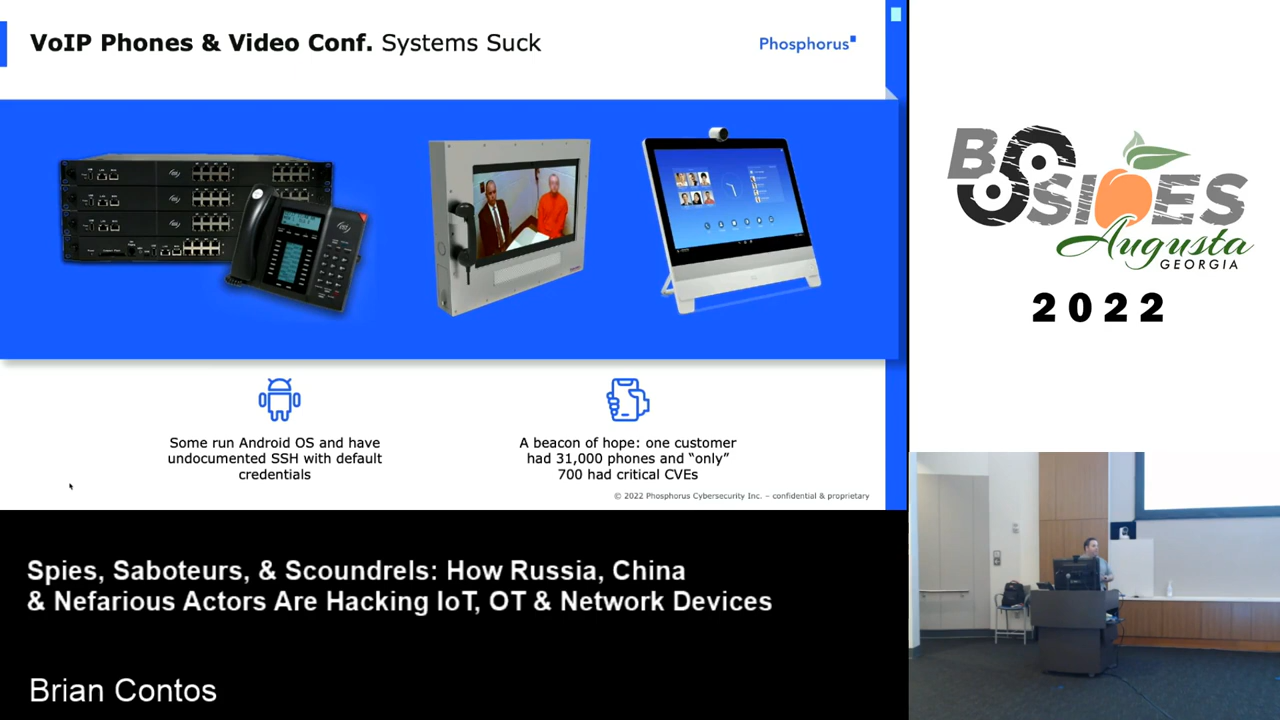 VoIP Phones & Video Conf. Systems Suck
Phosphorus
Some run Android OS and have
undocumented SSH with default
credentials
A beacon of hope: one customer
had 31,000 phones and “only”
700 had critical CVEs
© 2022 Phosphorus Cybersecurity Inc. – confidential & proprietary
BSIDES
Augusta
GEORGIA
2022
Spies, Saboteurs, & Scoundrels: How Russia, China
& Nefarious Actors Are Hacking IoT, OT & Network Devices
Brian Contos